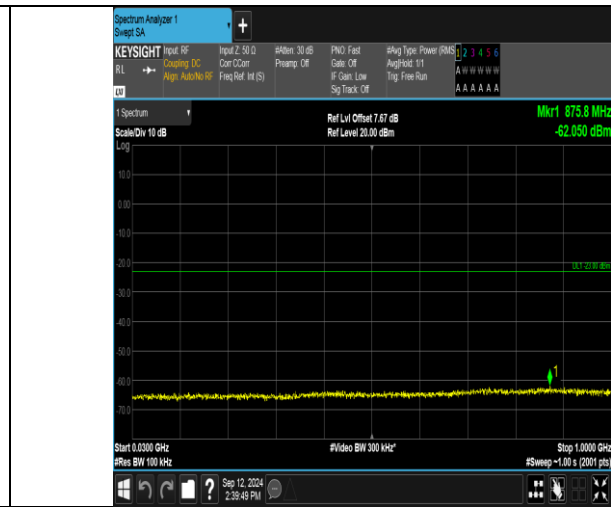 Spectrum Analyzer 1
Swept SA
+
KEYSIGHT Input: RF Input Z: 50 Ω #Atten: 30 dB PNO: Fast #Avg Type: Power (RMS 1 2 3 4 5 6
RL Coupling: DC Corr CCorr Preamp: Off Gate: Off Avg|Hold: 1/1 A W W W W W
Align: Auto/No RF Freq Ref: Int (S) IF Gain: Low Trig: Free Run
Sig Track: Off A A A A A A
LXI
1 Spectrum Ref Lvl Offset 7.67 dB Mkr1 875.8 MHz
Scale/Div 10 dB Ref Level 20.00 dBm -62.050 dBm
Log
10.0
0.00
-10.0
-20.0
DL1 -23.00 dBm
-30.0
-40.0
-50.0
1
-60.0
-70.0
Start 0.0300 GHz #Video BW 300 kHz* Stop 1.0000 GHz
#Res BW 100 kHz #Sweep ~1.00 s (2001 pts)
? Sep 12, 2024
2:39:49 PM